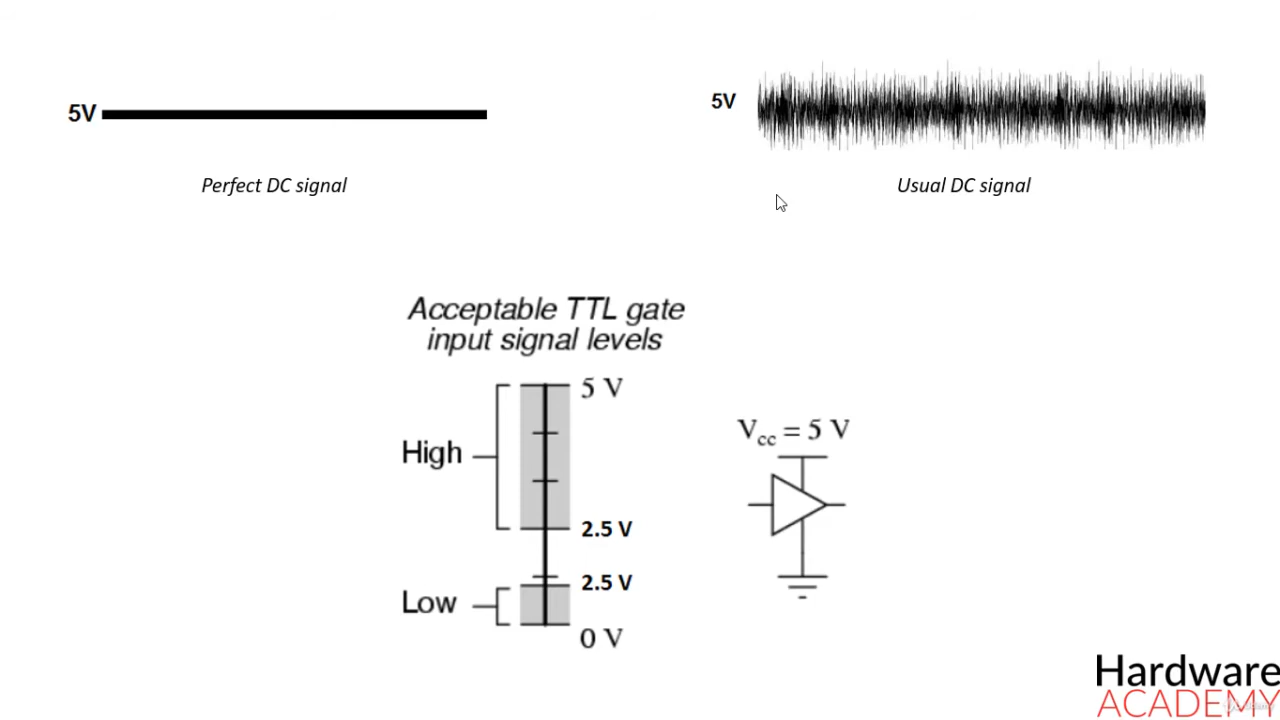 5V
Perfect DC signal
5V
Usual DC signal
Acceptable TTL gate
input signal levels
5 V
High
2.5 V
2.5 V
Low
0 V
Vcc = 5 V
Hardware
ACADEMY